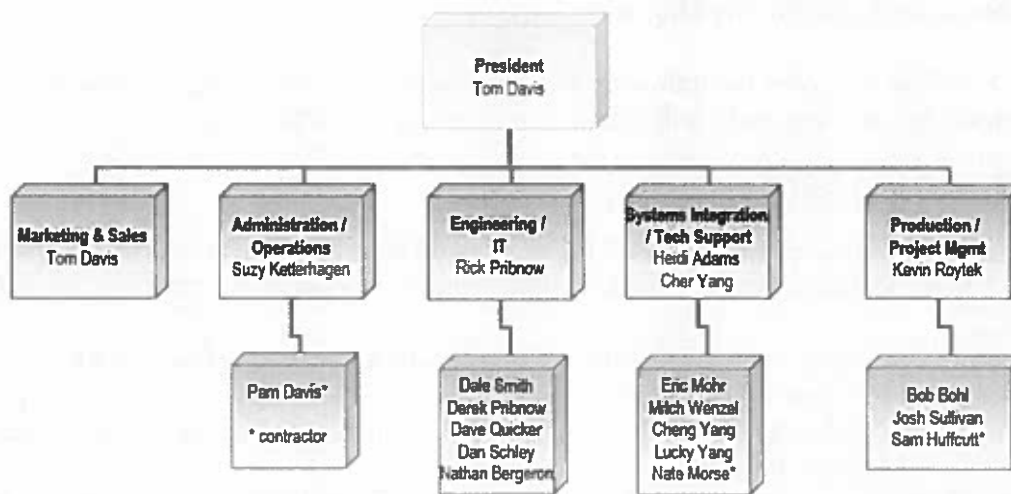 President
Tom Davis
Marketing & Sales
Tom Davis
Administration /
Operations
Suzy Ketterhagen
Engineering /
IT
Rick Pribnow
Systems Integration
/ Tech Support
Heidi Adams
Cher Yang
Production /
Project Mgmt
Kevin Roytek
Pam Davis*
* contractor
Dale Smith
Derek Pribnow
Dave Quicker
Dan Schley
Nathan Bergeron
Eric Mohr
Mitch Wenzel
Cheng Yang
Lucky Yang
Nate Morse*
Bob Bohl
Josh Sullivan
Sam Huffcutt*